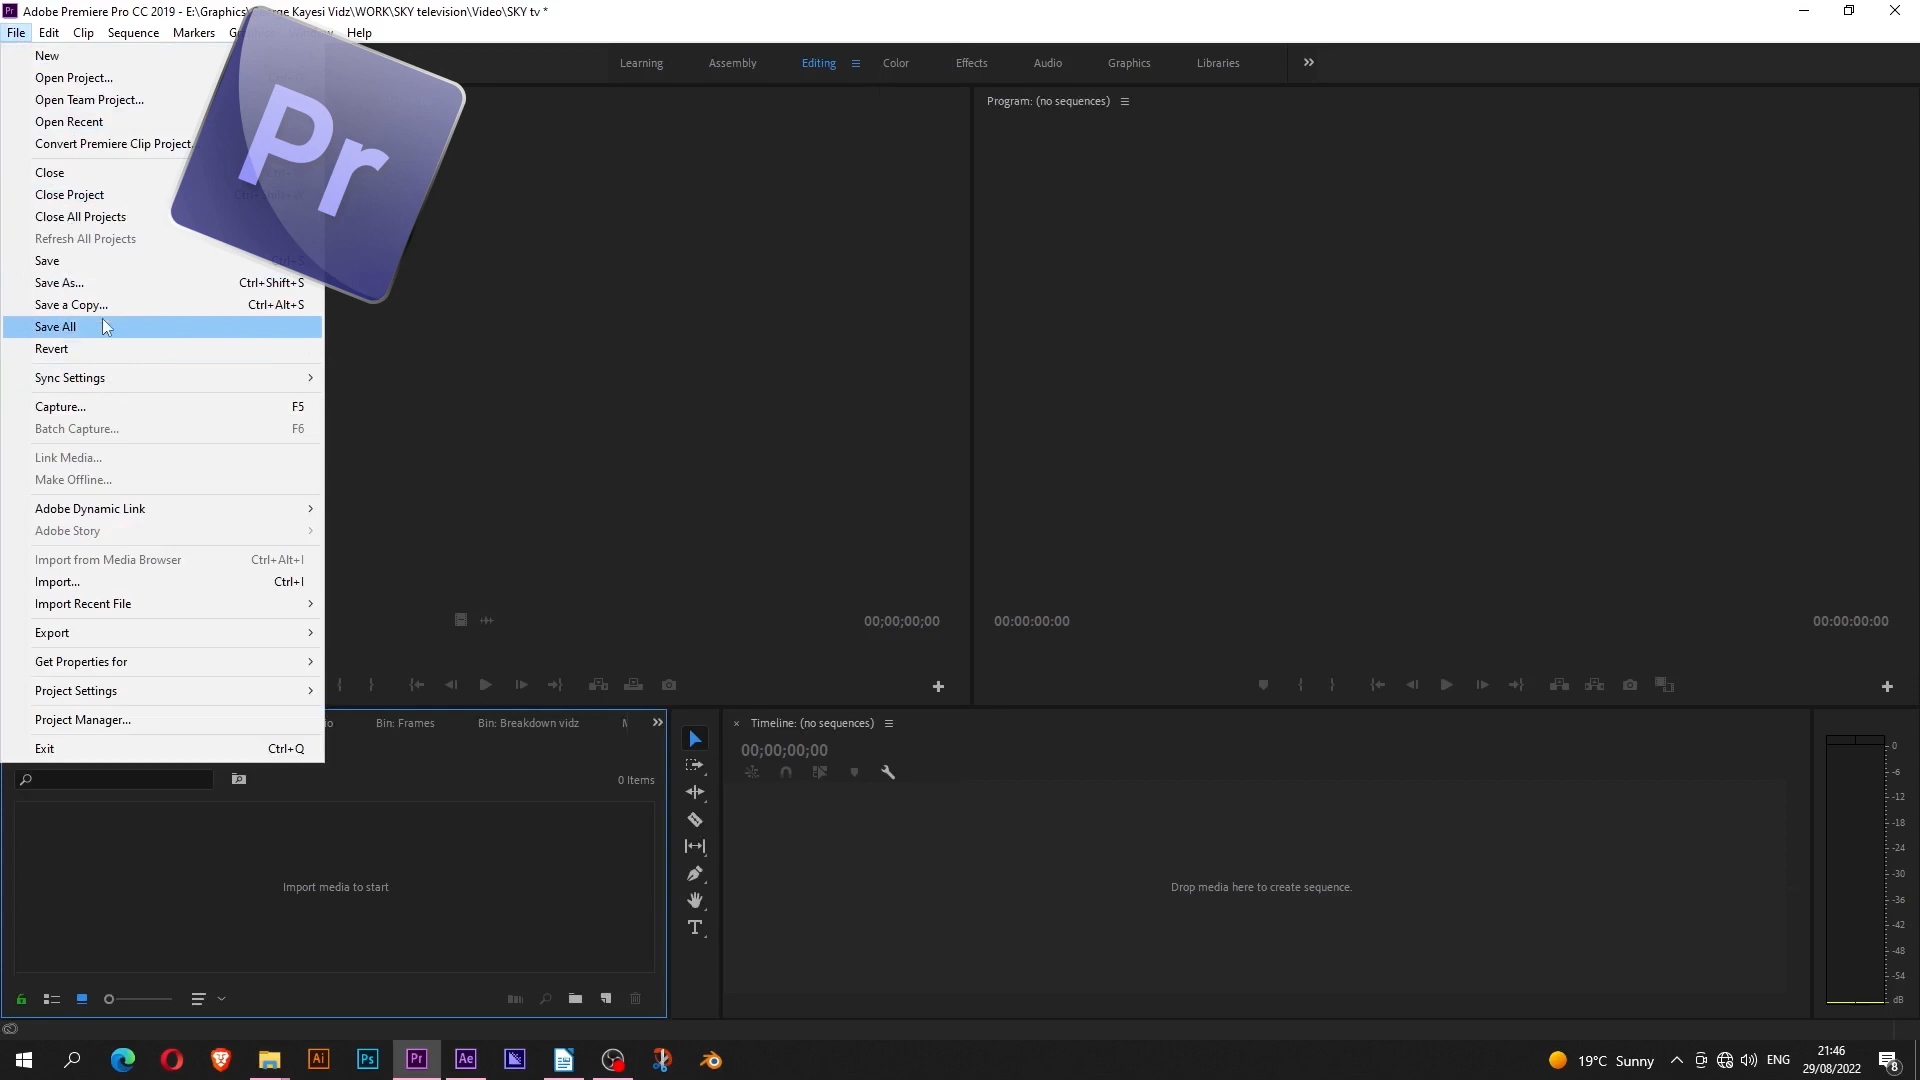 Adobe Premiere Pro CC 2019 - E:\Graphics\
ge Kayesi Vidz\WORK\SKY television\Video\SKY tv *
File Edit Clip Sequence Markers
Help
New
Open Project...
Open Team Project...
Open Recent
Convert Premiere Clip Project
Close
Close Project
Close All Projects
Refresh All Projects
Save
Save As... Ctrl+Shift+S
Save a Copy... Ctrl+Alt+S
Save All
Revert
Sync Settings
Capture... F5
Batch Capture... F6
Link Media...
Make Offline...
Adobe Dynamic Link
Adobe Story
Import from Media Browser Ctrl+Alt+I
Import... Ctrl+I
Import Recent File
Export
Get Properties for
Project Settings
Project Manager...
Exit Ctrl+Q
Pr
Learning Assembly Editing Color Effects Audio Graphics Libraries
Program: (no sequences)
00;00;00;00
00:00:00:00 00:00:00:00
io Bin: Frames Bin: Breakdown vidz
0 Items
Import media to start
Timeline: (no sequences)
00;00;00;00
Drop media here to create sequence.
0
-6
-12
-18
-24
-30
-36
-42
-48
-54
dB
Ai Ps Pr Ae
19°C Sunny ENG
21:46
29/08/2022
8